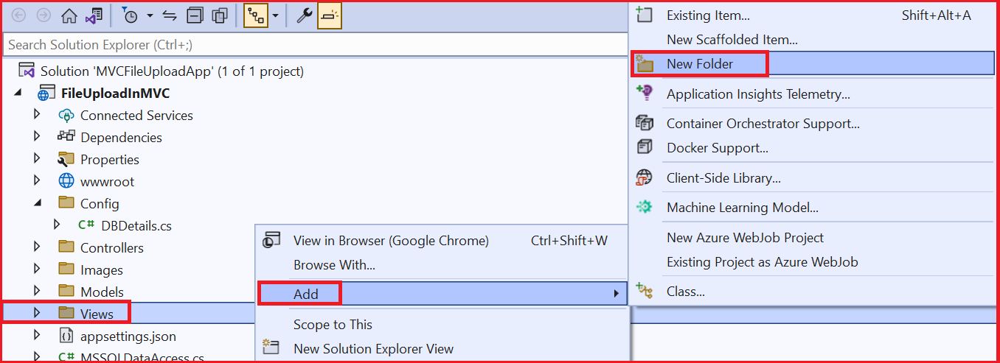 Search Solution Explorer (Ctrl+;)
Solution 'MVCFileUploadApp' (1 of 1 project)
FileUploadInMVC
Connected Services
Dependencies
Properties
wwwroot
Config
C# DBDetails.cs
Controllers
Images
Models
Views
appsettings.json
C# MSSQLDataAccess.cs
View in Browser (Google Chrome) Ctrl+Shift+W
Browse With...
Add
Scope to This
New Solution Explorer View
Existing Item... Shift+Alt+A
New Scaffolded Item...
New Folder
Application Insights Telemetry...
Container Orchestrator Support...
Docker Support...
Client-Side Library...
Machine Learning Model...
New Azure WebJob Project
Existing Project as Azure WebJob
Class...